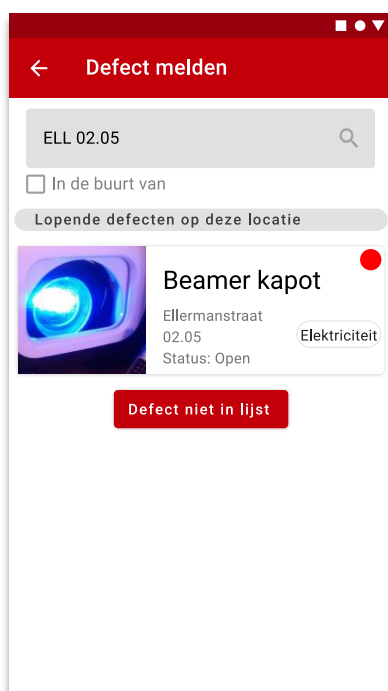 Defect melden
ELL 02.05
In de buurt van
Lopende defecten op deze locatie
Beamer kapot
Ellermanstraat
02.05
Elektriciteit
Status: Open
Defect niet in lijst